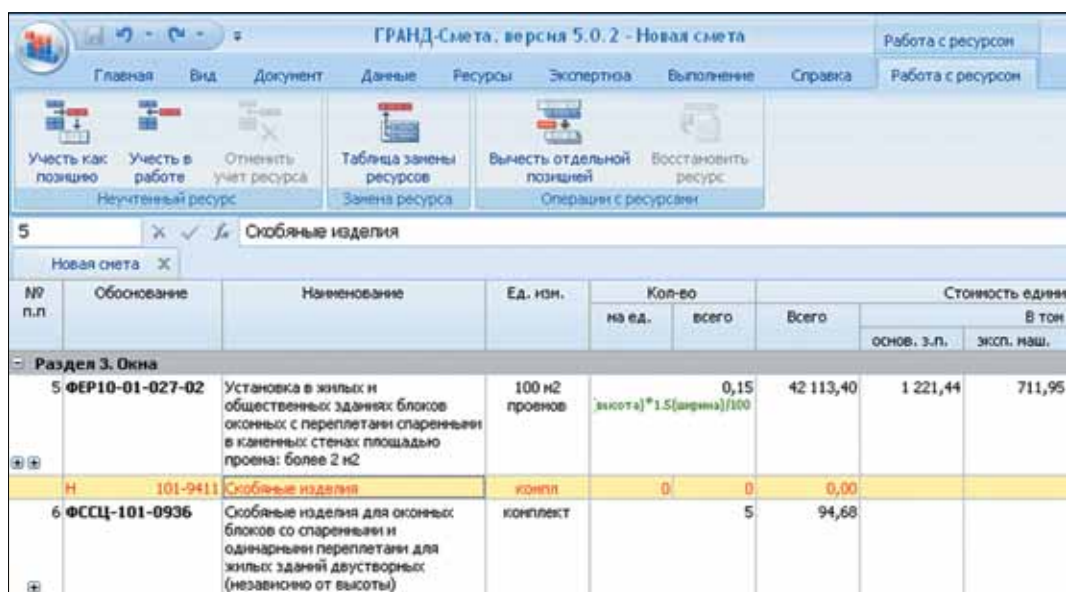 ГРАНД-Смета, версия 5.0.2 - Новая смета
Работа с ресурсом
Главная Вид Документ Данные Ресурсы Экспертиза Выполнение Справка Работа с ресурсом
Учесть как Учесть в Отменить Таблица замены Вычесть отдельной Восстановить
позицию работе учет ресурса ресурсов позицией ресурс
Неучтенный ресурс Замена ресурса Операции с ресурсами
5 Скобяные изделия
Новая смета
№ Обоснование Наименование Ед. изм. Кол-во Стоимость едини
п.п на ед. всего Всего В том
основ. з.п. эксп. маш.
Раздел 3. Окна
5 ФЕР10-01-027-02 Установка в жилых и 100 м2 0,15 42 113,40 1 221,44 711,95
общественных зданиях блоков проемов высота)*1.5(ширина)/100
оконных с переплетами спаренными
в каменных стенах площадью
проема: более 2 м2
Н 101-9411 Скобяные изделия компл 0 0 0,00
6 ФССЦ-101-0936 Скобяные изделия для оконных комплект 5 94,68
блоков со спаренными и
одинарными переплетами для
жилых зданий двустворных
(независимо от высоты)